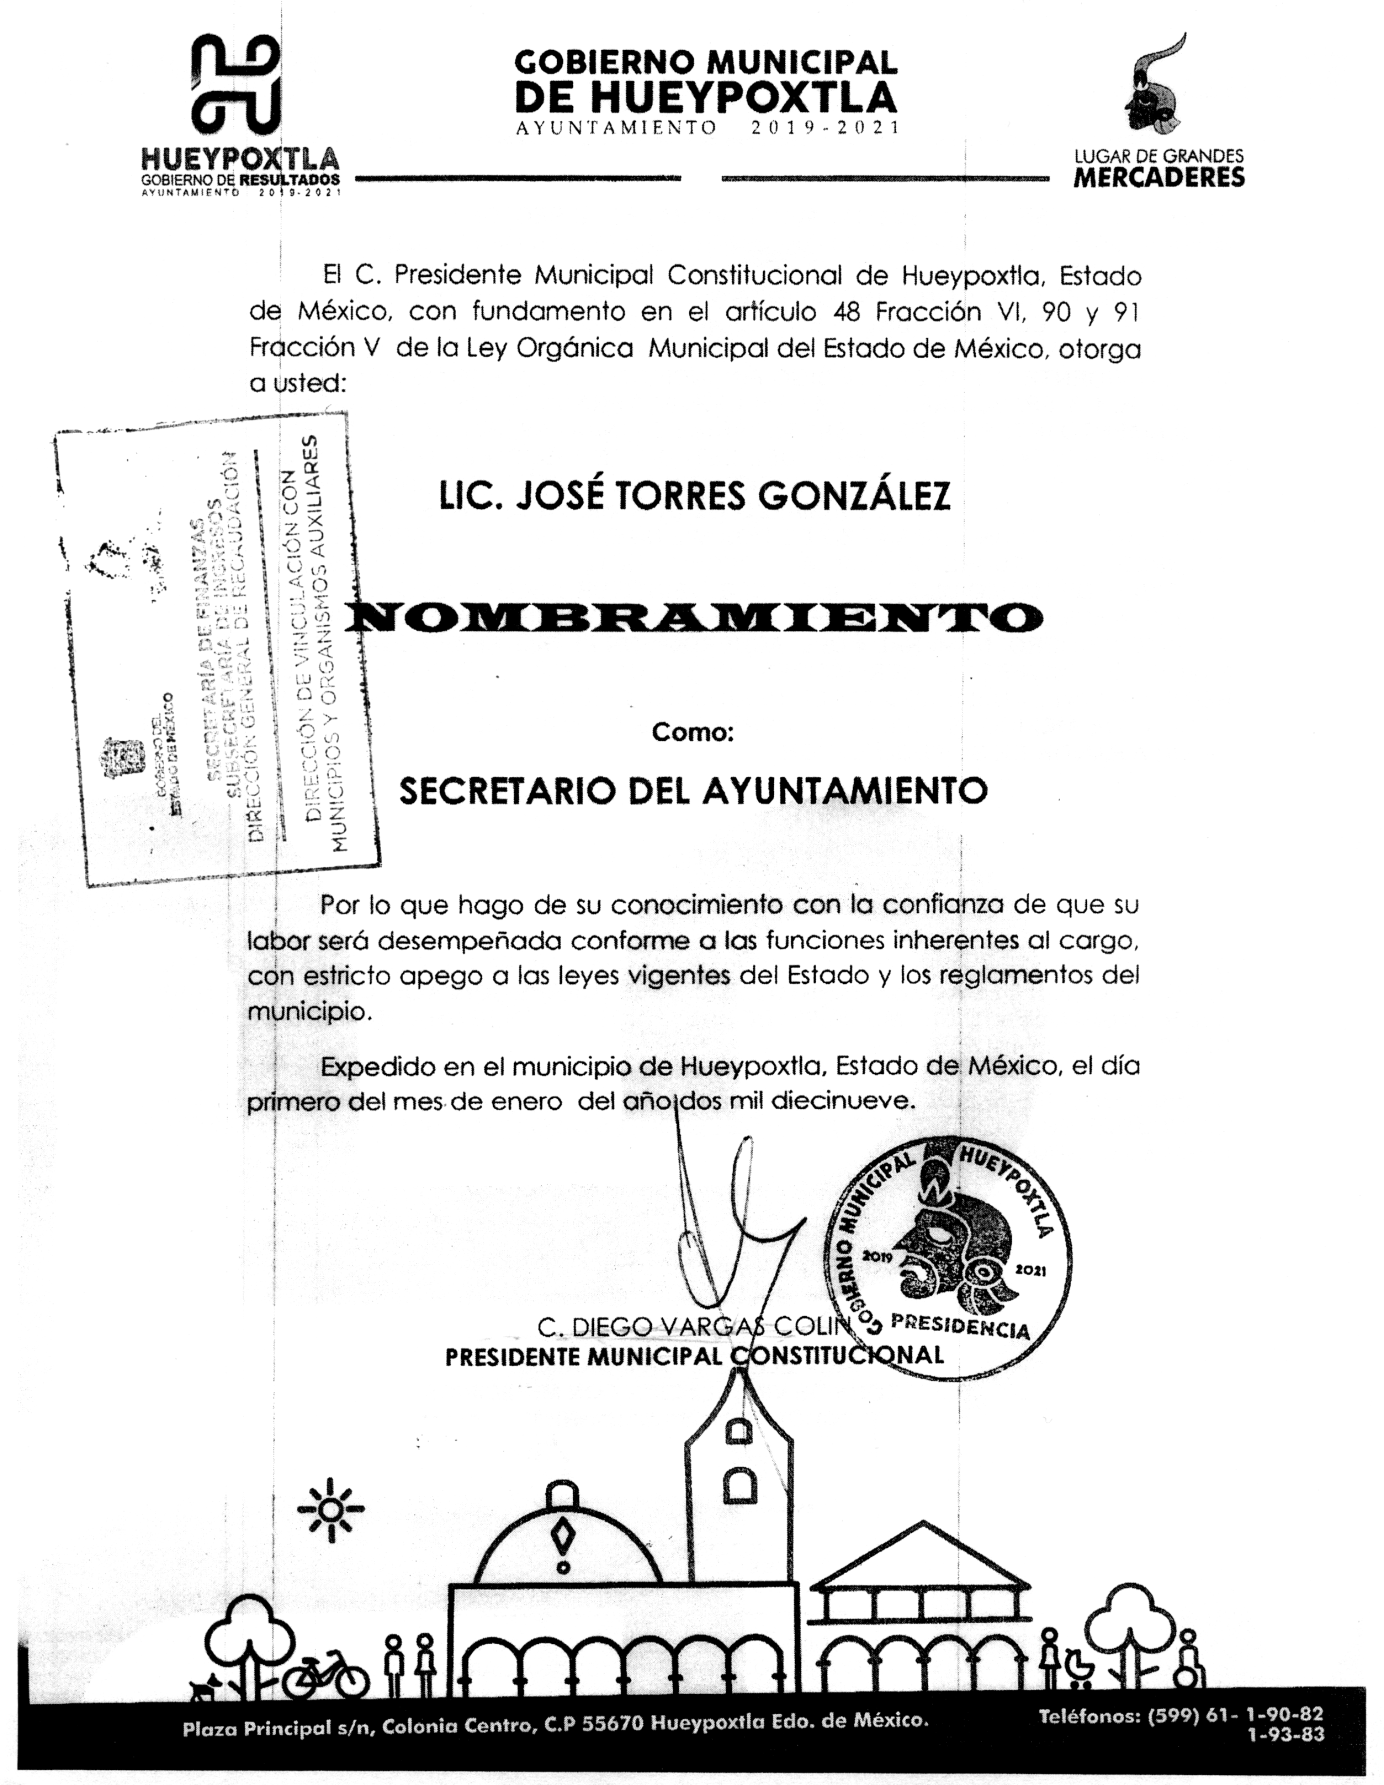 HUEYPOXTLA
GOBIERNO DE RESULTADOS
AYUNTAMIENTO 2019-2021
GOBIERNO MUNICIPAL
DE HUEYPOXTLA
AYUNTAMIENTO 2019-2021
LUGAR DE GRANDES
MERCADERES
El C. Presidente Municipal Constitucional de Hueypoxtla, Estado
de México, con fundamento en el artículo 48 Fracción VI, 90 y 91
Fracción V de la Ley Orgánica Municipal del Estado de México, otorga
a usted:
GOBIERNO DEL
ESTADO DE MÉXICO
SECRETARÍA DE FINANZAS
SUBSECRETARÍA DE INGRESOS
DIRECCIÓN GENERAL DE RECAUDACIÓN
DIRECCIÓN DE VINCULACIÓN CON
MUNICIPIOS Y ORGANISMOS AUXILIARES
LIC. JOSÉ TORRES GONZÁLEZ
NOMBRAMIENTO
Como:
SECRETARIO DEL AYUNTAMIENTO
Por lo que hago de su conocimiento con la confianza de que su
labor será desempeñada conforme a las funciones inherentes al cargo,
con estricto apego a las leyes vigentes del Estado y los reglamentos del
municipio.
Expedido en el municipio de Hueypoxtla, Estado de México, el día
primero del mes de enero del año dos mil diecinueve.
GOBIERNO MUNICIPAL HUEYPOXTLA
2019 2021
PRESIDENCIA
C. DIEGO VARGAS COLIN
PRESIDENTE MUNICIPAL CONSTITUCIONAL
Plaza Principal s/n, Colonia Centro, C.P 55670 Hueypoxtla Edo. de México.
Teléfonos: (599) 61- 1-90-82
1-93-83